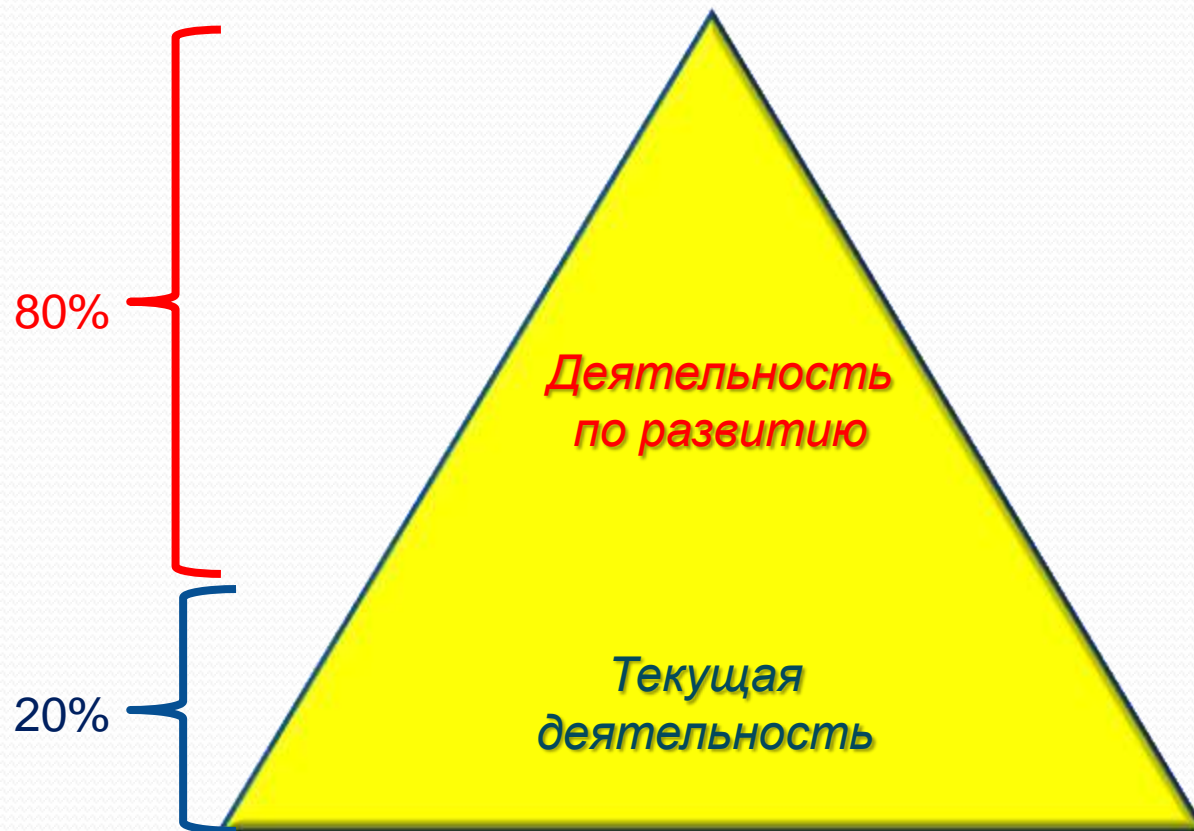 80%
Деятельность
по развитию
Текущая
деятельность
20%